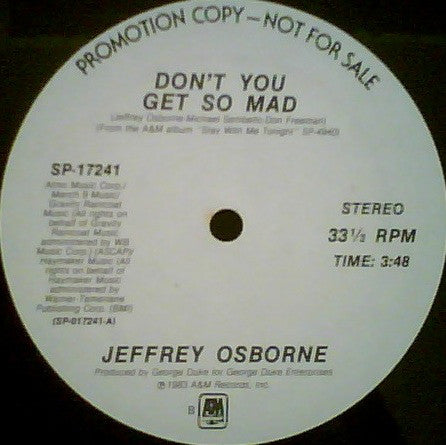 PROMOTION COPY — NOT FOR SALE
DON'T YOU
GET SO MAD
(Jeffrey Osborne-Michael Sembello-Don Freeman)
(From the A&M album "Stay With Me Tonight" SP-4940)
SP-17241
Almo Music Corp./
March 9 Music/
Gravity Raincoat
Music (All rights on
behalf of Gravity
Raincoat Music
administered by WB
Music Corp.) (ASCAP)/
Haymaker Music (All
rights on behalf of
Haymaker Music
administered by
Warner-Tamerlane
Publishing Corp. (BMI)
(SP-017241-A)
STEREO
33⅓ RPM
TIME: 3:48
JEFFREY OSBORNE
Produced by George Duke for George Duke Enterprises
℗ 1983 A&M Records, Inc.
B
A&M